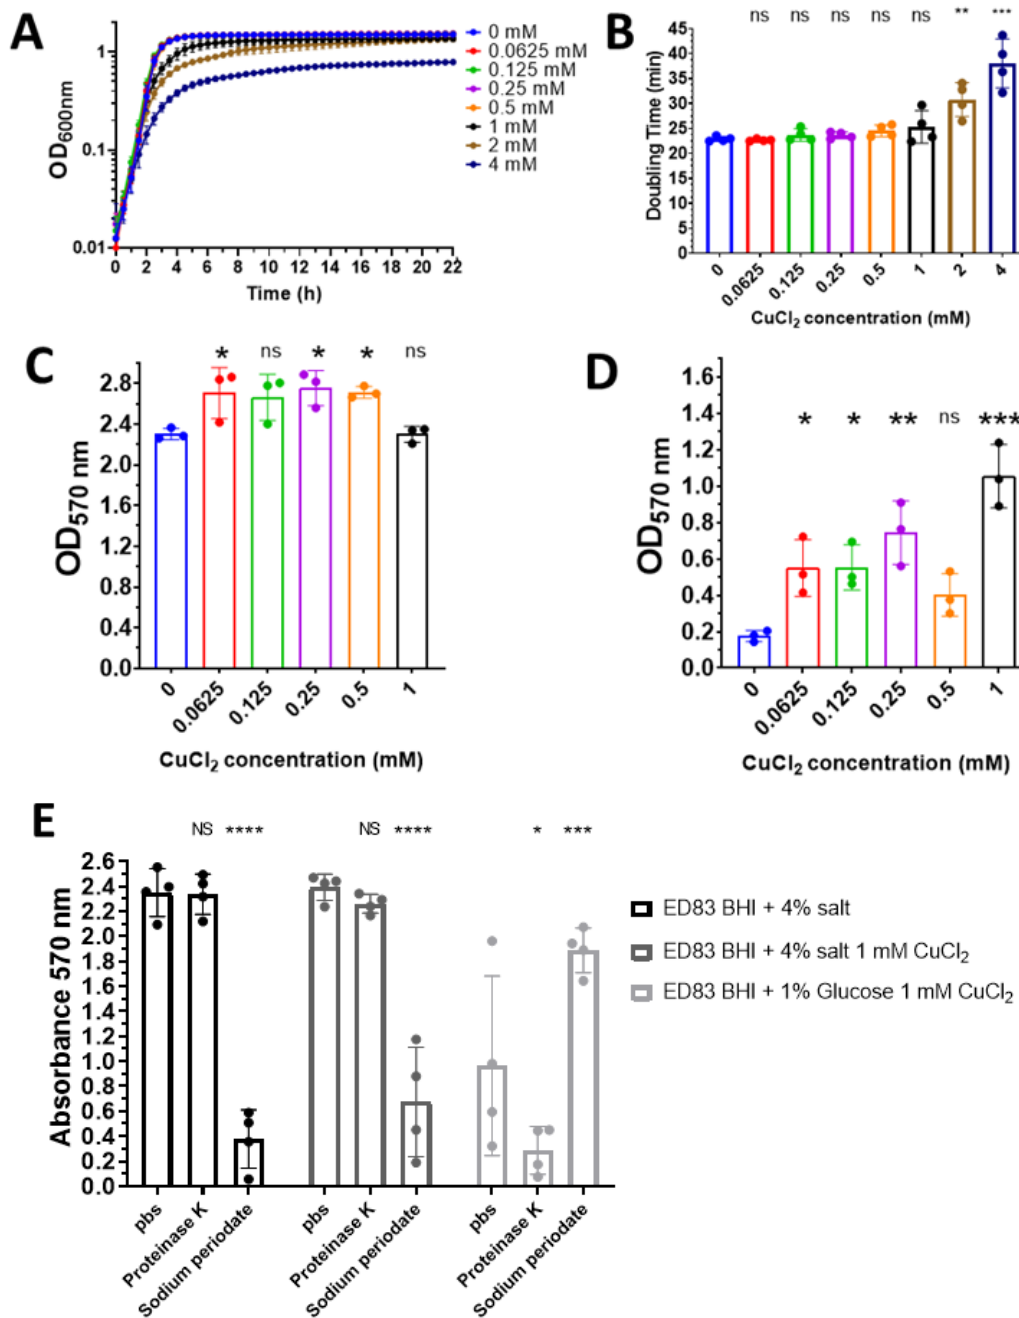 A
OD600nm
1
0.1
0.01
0 2 4 6 8 10 12 14 16 18 20 22
Time (h)
0 mM
0.0625 mM
0.125 mM
0.25 mM
0.5 mM
1 mM
2 mM
4 mM
B
ns ns ns ns ns ** ***
Doubling Time (min)
45
40
35
30
25
20
15
10
5
0
0 0.0625 0.125 0.25 0.5 1 2 4
CuCl2 concentration (mM)
C
* ns * * ns
OD570 nm
2.8
2.4
2.0
1.6
1.2
0.8
0.4
0.0
0 0.0625 0.125 0.25 0.5 1
CuCl2 concentration (mM)
D
* * ** ns ***
OD570 nm
1.6
1.4
1.2
1.0
0.8
0.6
0.4
0.2
0.0
0 0.0625 0.125 0.25 0.5 1
CuCl2 concentration (mM)
E
NS **** NS **** * ***
Absorbance 570 nm
2.6
2.4
2.2
2.0
1.8
1.6
1.4
1.2
1.0
0.8
0.6
0.4
0.2
0.0
pbs Proteinase K Sodium periodate pbs Proteinase K Sodium periodate pbs Proteinase K Sodium periodate
ED83 BHI + 4% salt
ED83 BHI + 4% salt 1 mM CuCl2
ED83 BHI + 1% Glucose 1 mM CuCl2